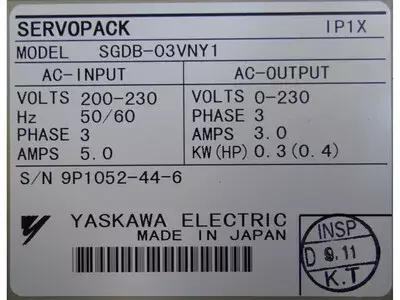 SERVOPACK IP1X
MODEL SGDB-03VNY1
AC-INPUT AC-OUTPUT
VOLTS 200-230 VOLTS 0-230
Hz 50/60 PHASE 3
PHASE 3 AMPS 3.0
AMPS 5.0 KW(HP) 0.3(0.4)
S/N 9P1052-44-6
YASKAWA ELECTRIC
MADE IN JAPAN
INSP
D 9.11
K.T